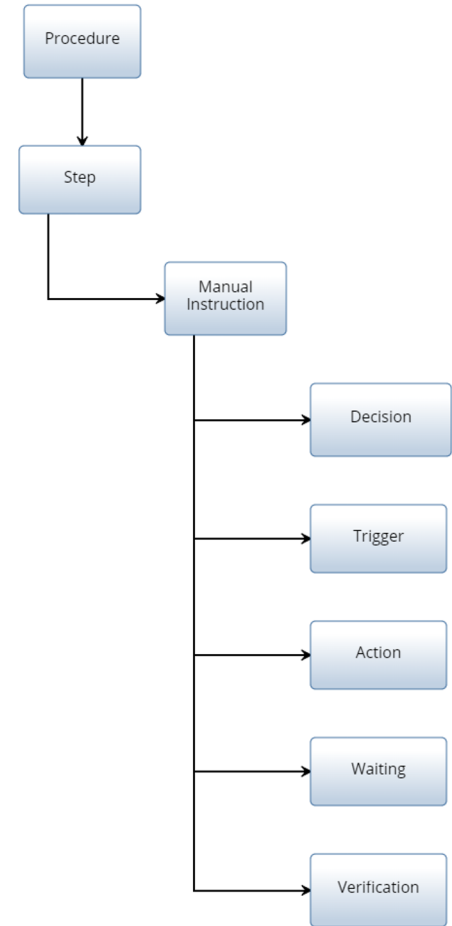 Procedure
Step
Manual
Instruction
Decision
Trigger
Action
Waiting
Verification